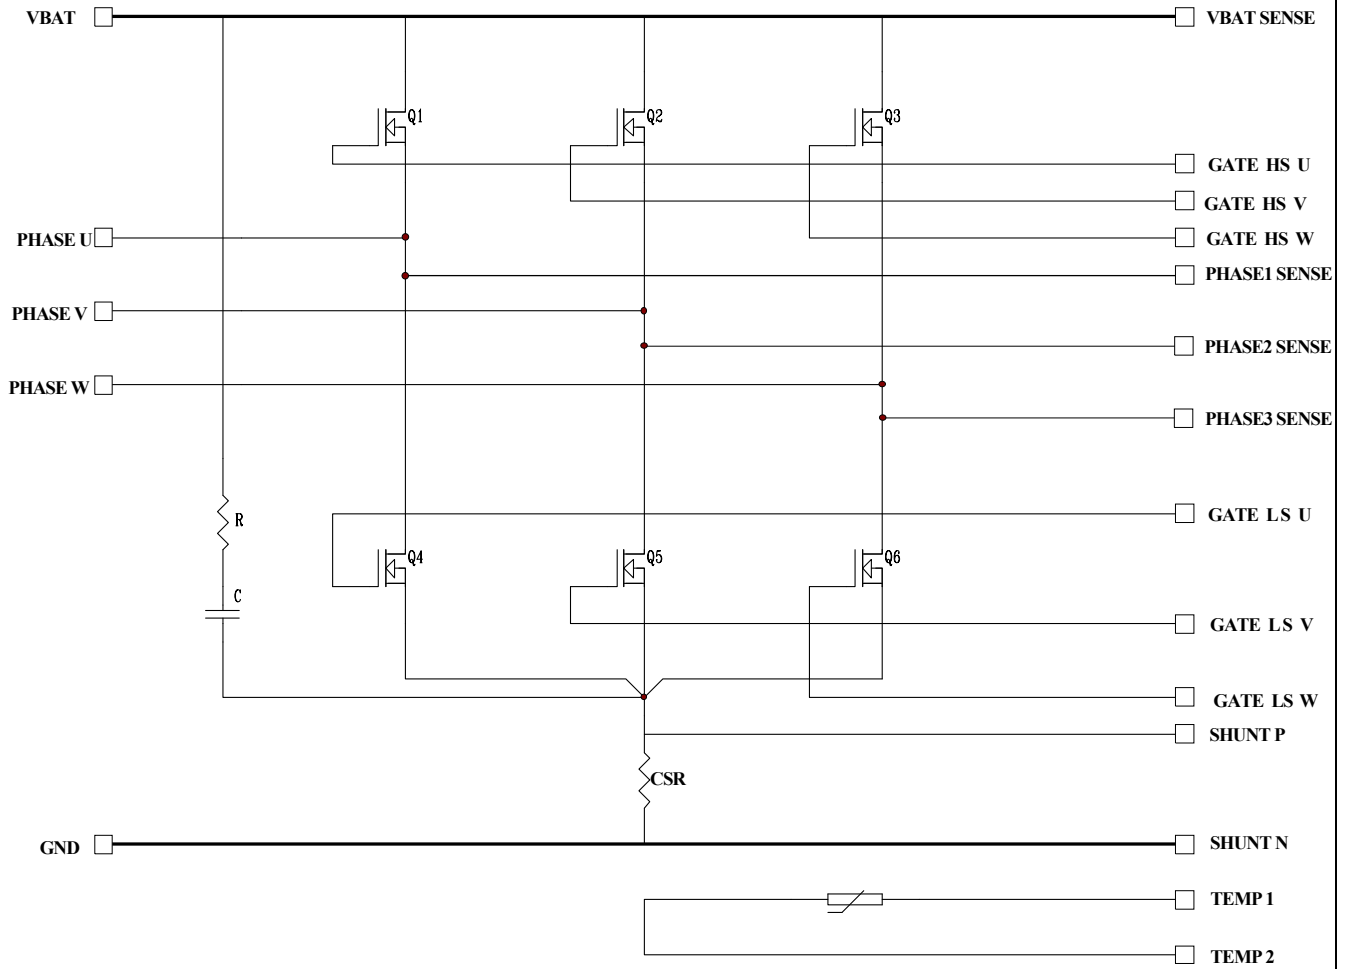 VBAT
VBAT SENSE
Q1
Q2
Q3
GATE HS U
GATE HS V
PHASE U
GATE HS W
PHASE1 SENSE
PHASE V
PHASE2 SENSE
PHASE W
PHASE3 SENSE
R
GATE LS U
Q4
Q5
Q6
C
GATE LS V
GATE LS W
SHUNT P
CSR
GND
SHUNT N
TEMP 1
TEMP 2